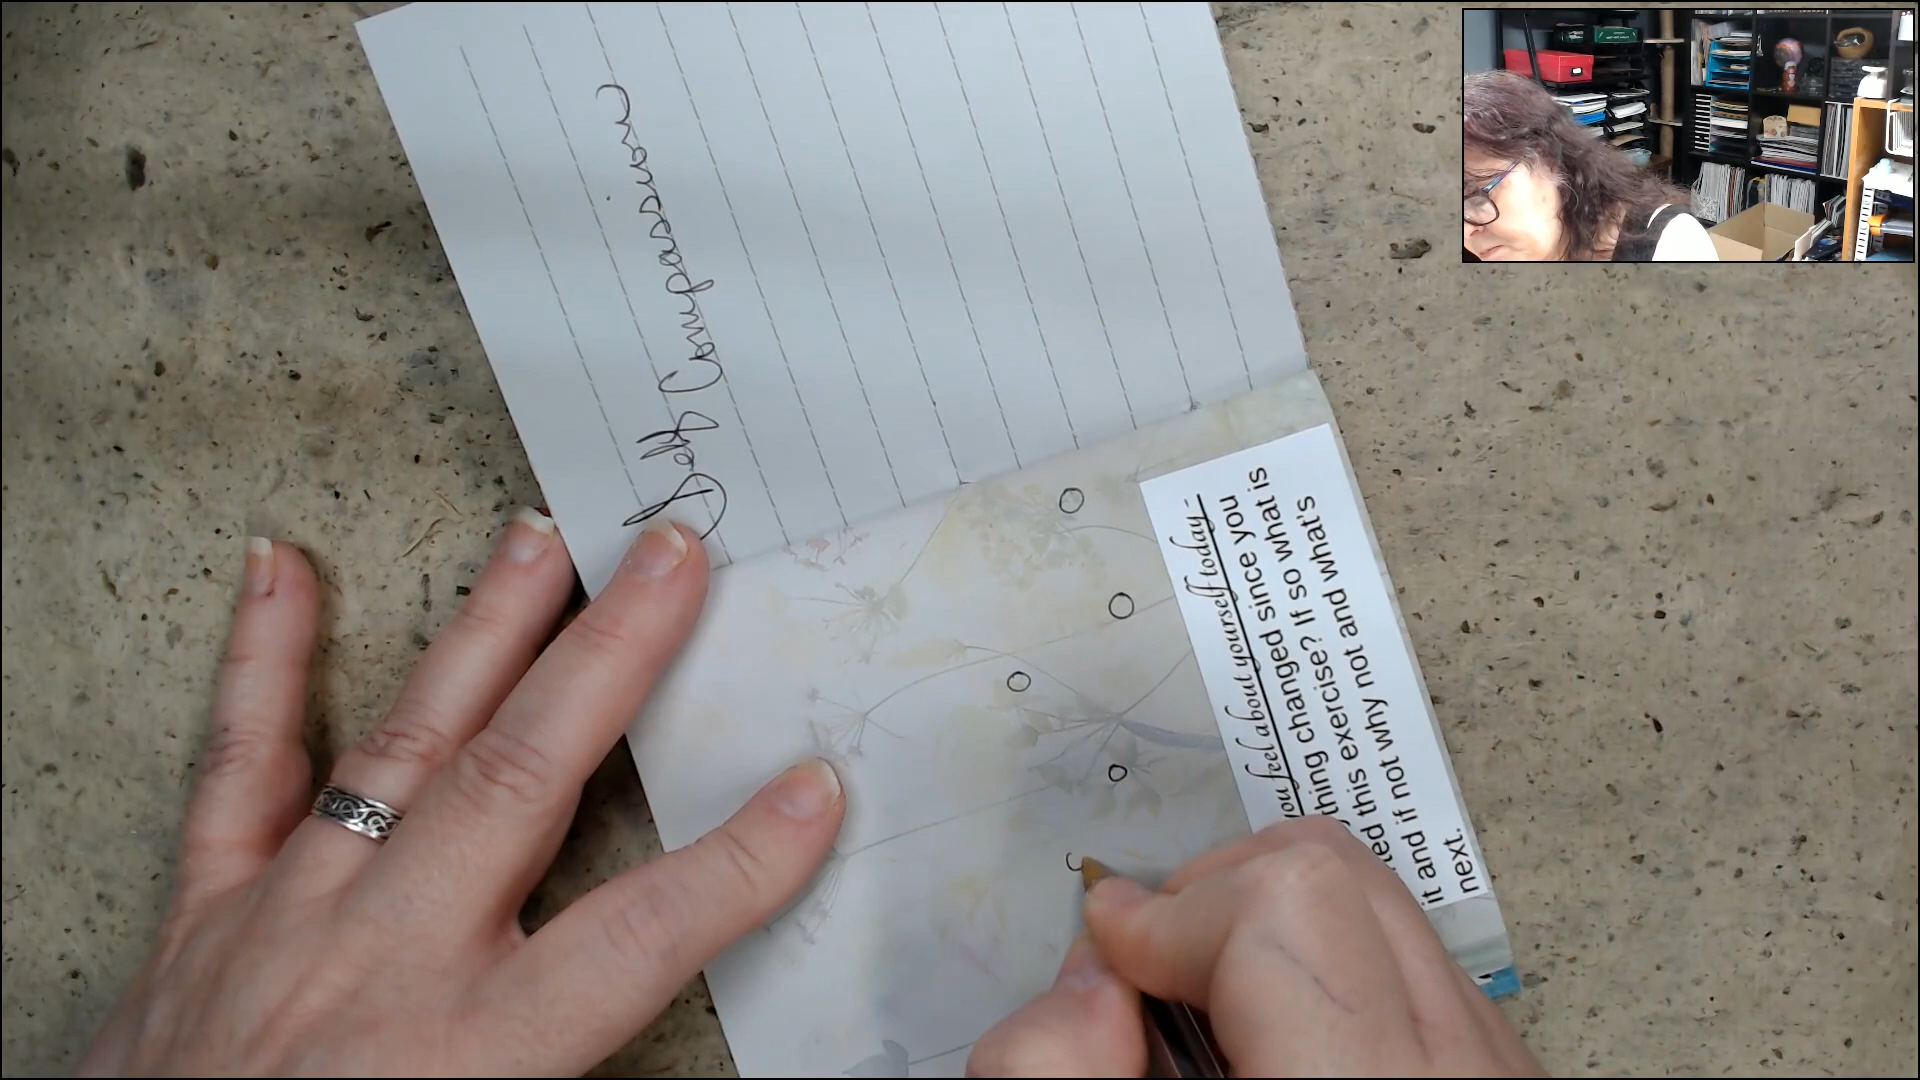 Self Compassion
you feel about yourself today -
thing changed since you
this exercise? If so what is
it and if not why not and what's
next.